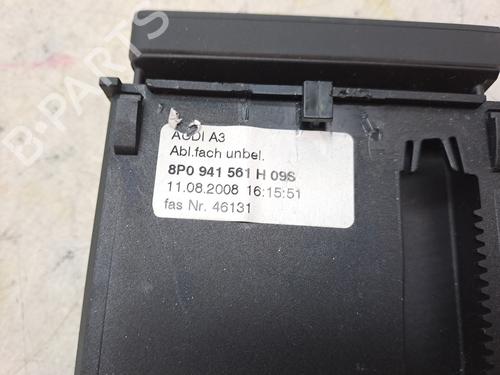 AUDI A3
Abl.fach unbel.
8P0 941 561 H 09S
11.08.2008 16:15:51
fas Nr. 46131
B-PARTS